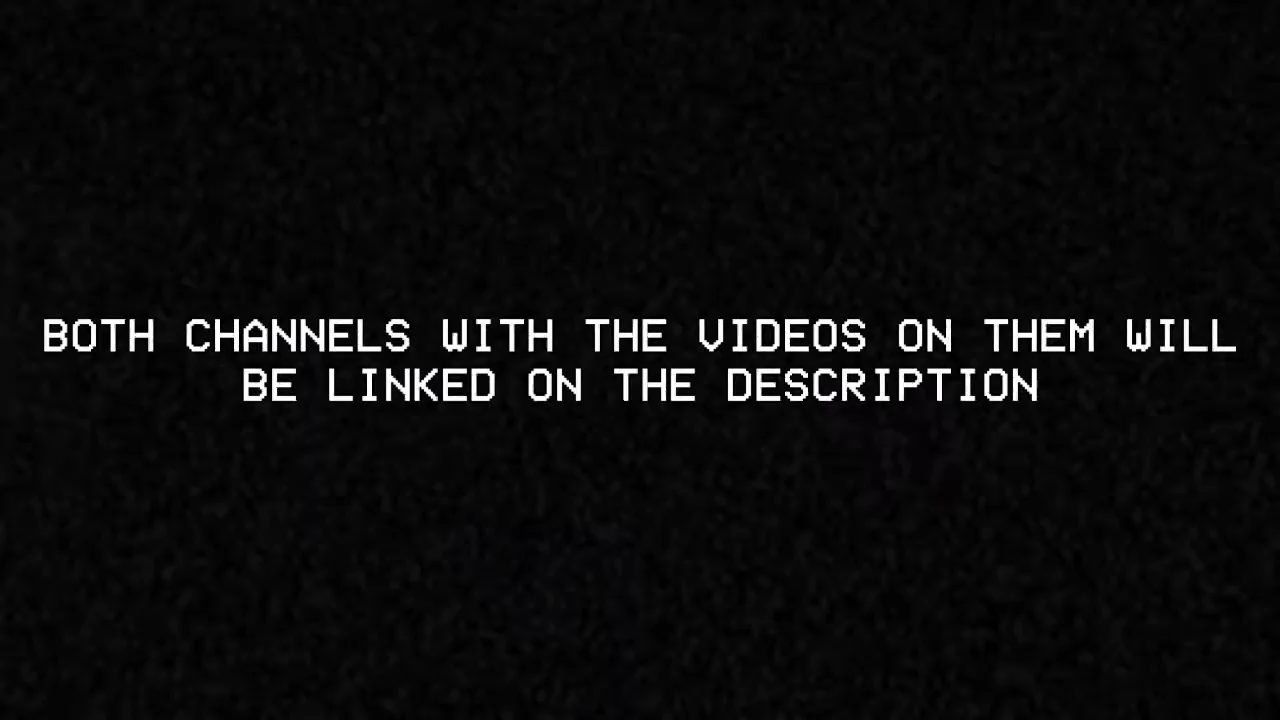 BOTH CHANNELS WITH THE VIDEOS ON THEM WILL
BE LINKED ON THE DESCRIPTION